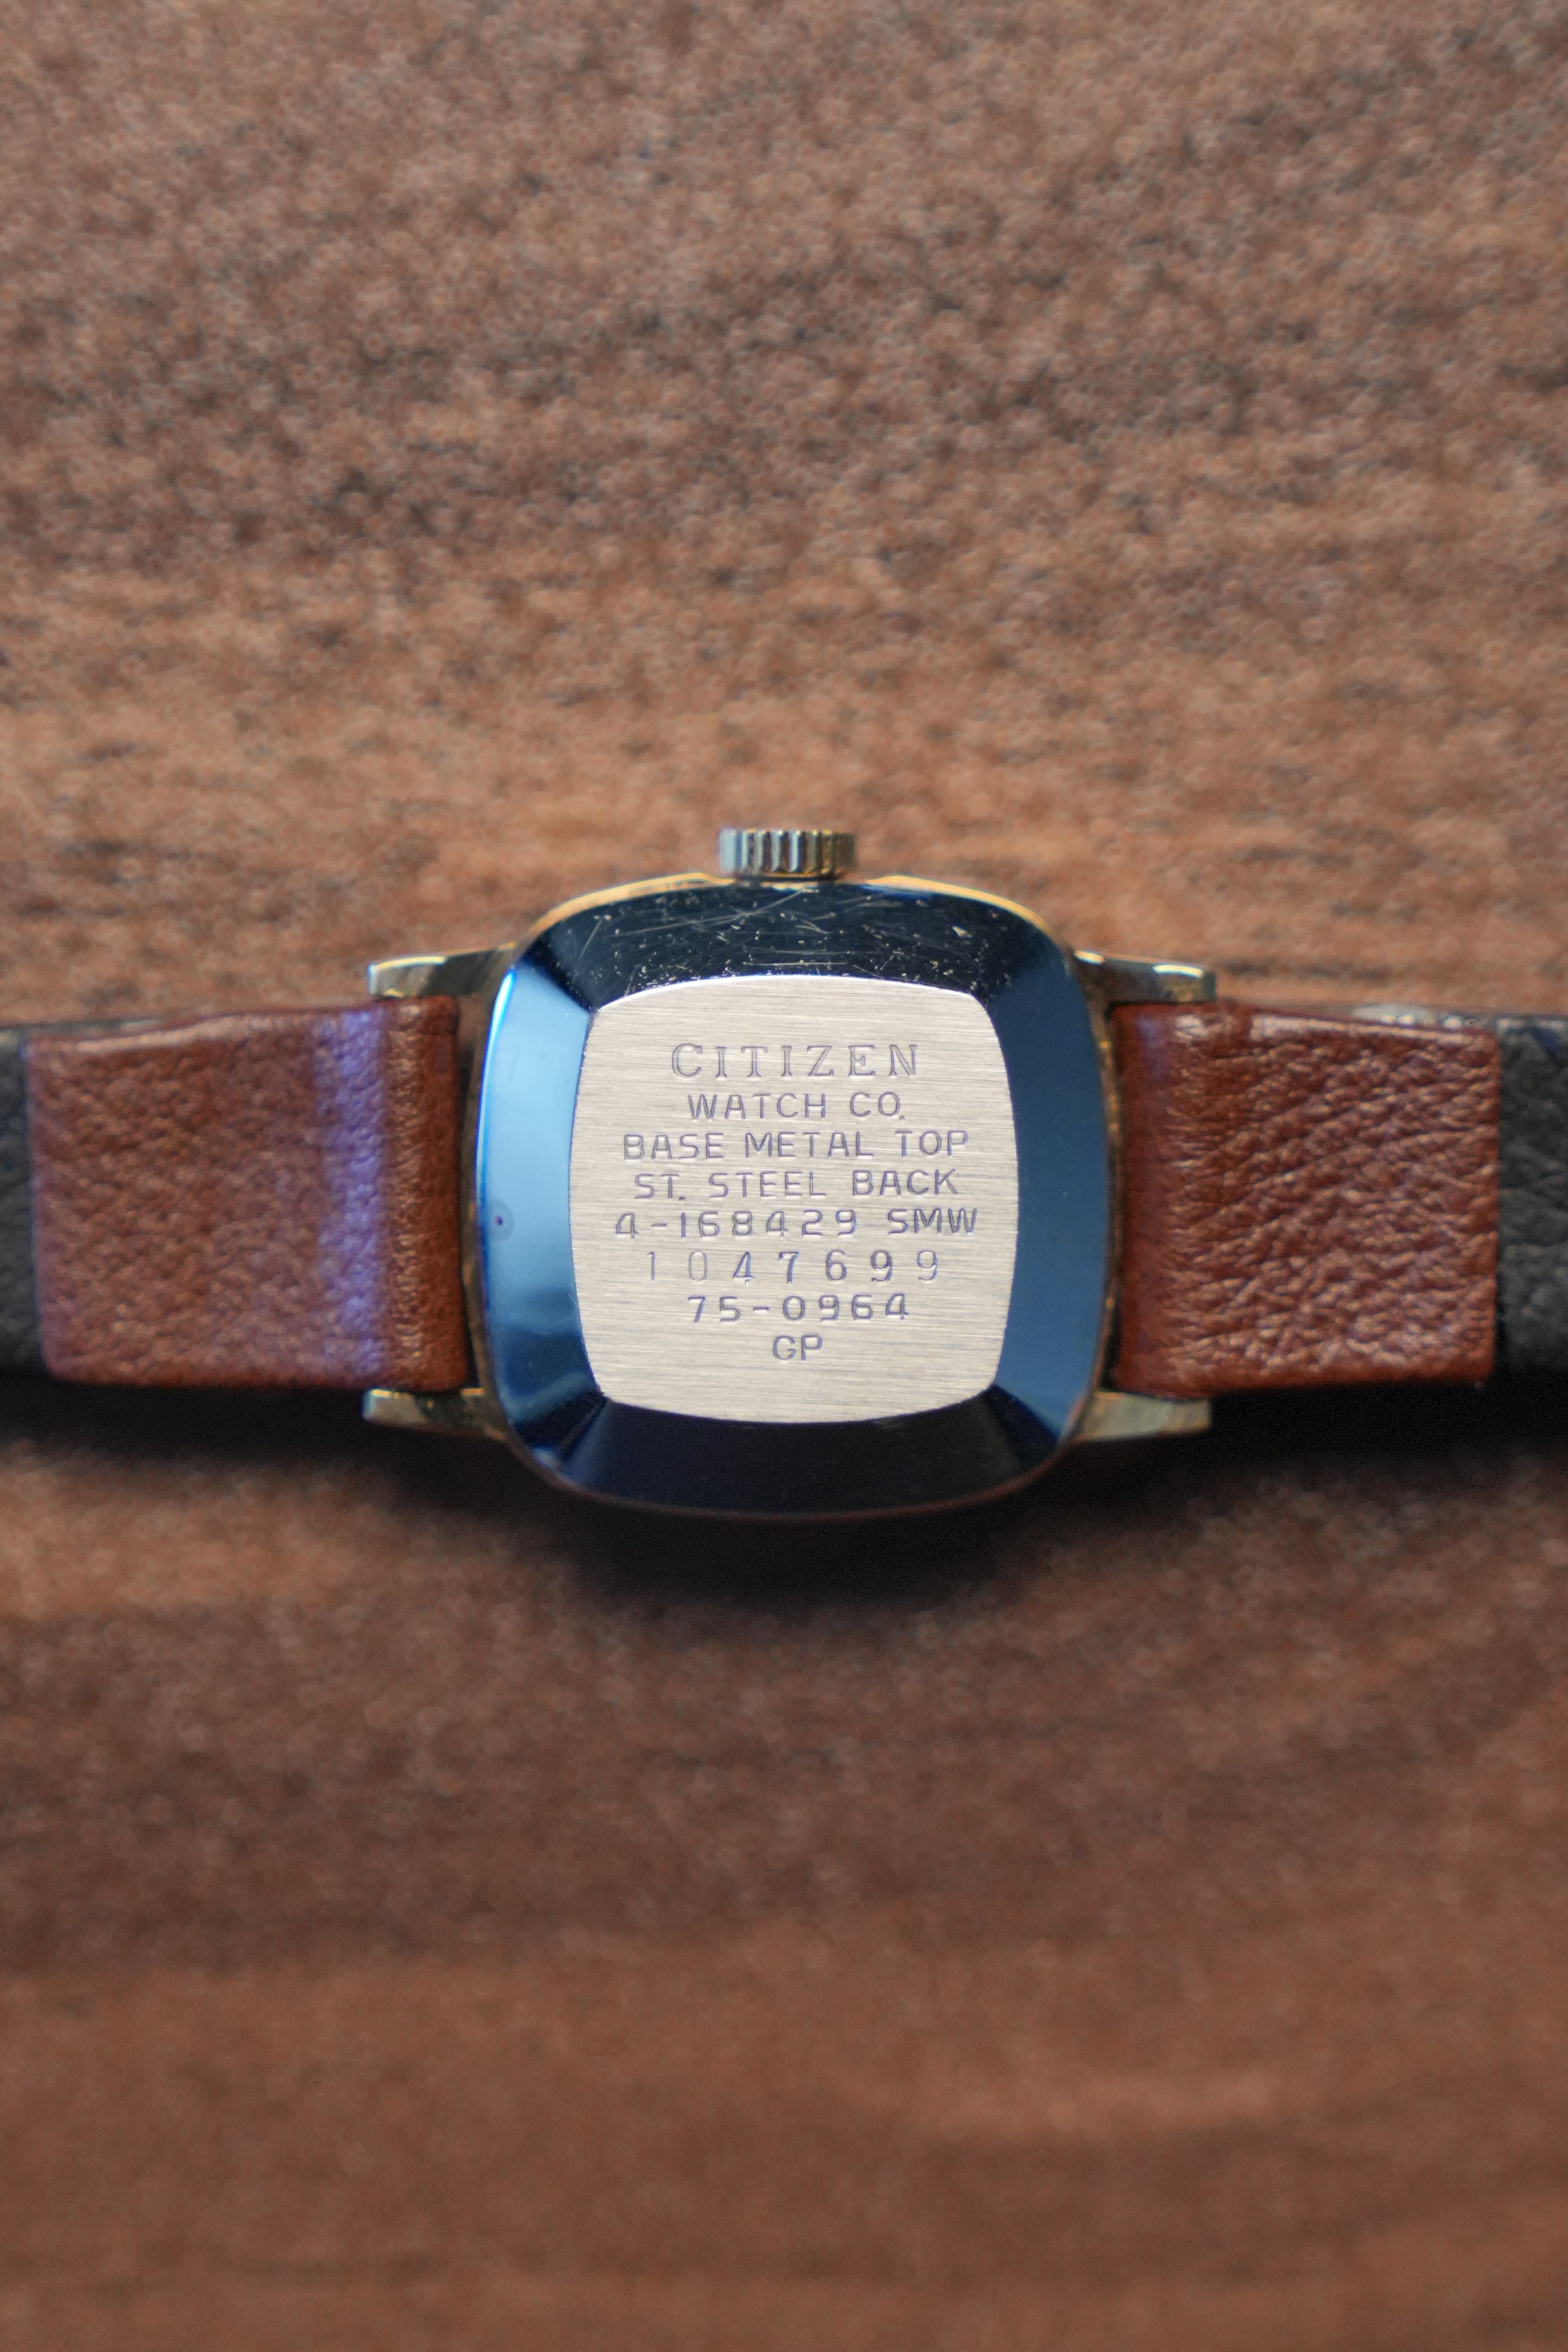 CITIZEN
WATCH CO.
BASE METAL TOP
ST. STEEL BACK
4-168429 SMW
1047699
75-0964
GP